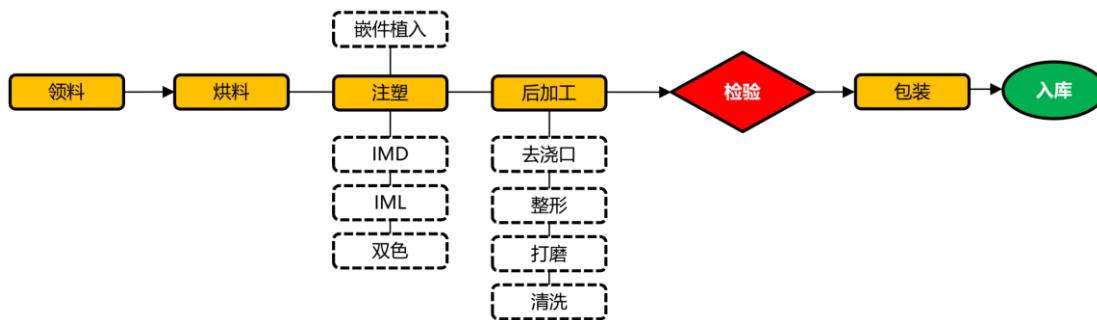 嵌件植入
领料
烘料
注塑
后加工
检验
包装
入库
IMD
IML
双色
去浇口
整形
打磨
清洗